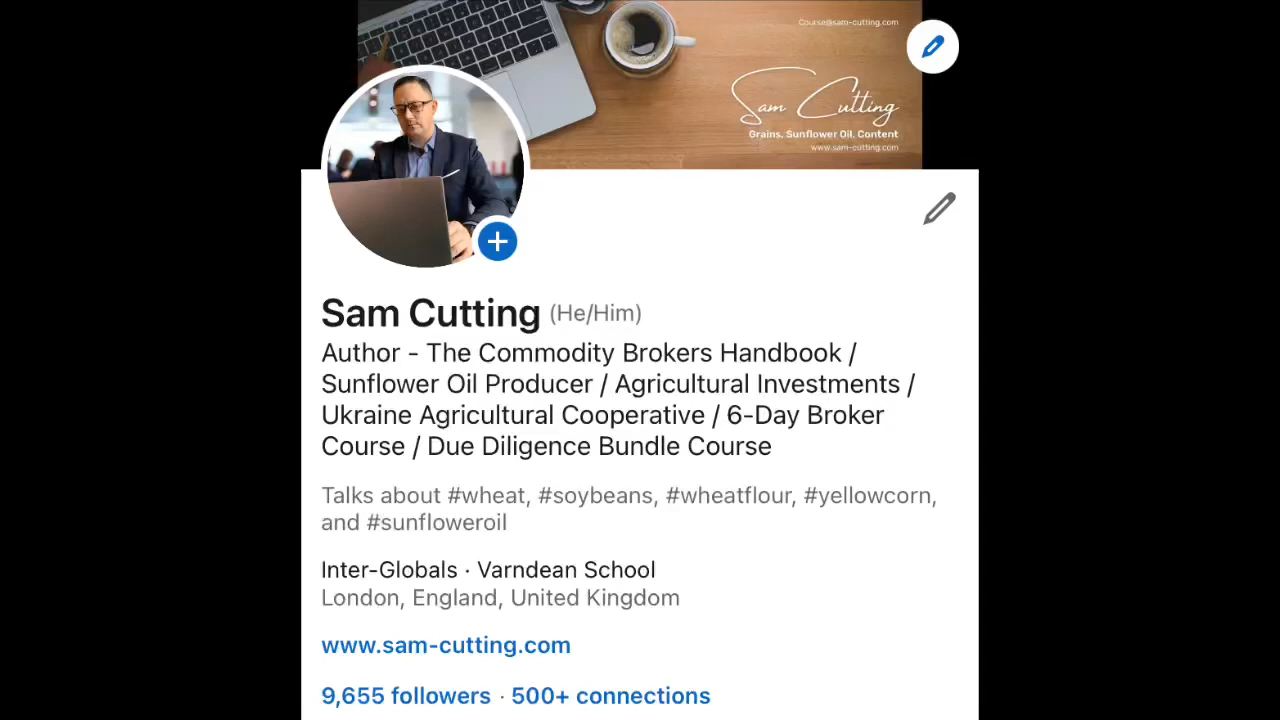 Course@sam-cutting.com
Sam Cutting
Grains. Sunflower Oil. Content
www.sam-cutting.com
Sam Cutting (He/Him)
Author - The Commodity Brokers Handbook /
Sunflower Oil Producer / Agricultural Investments /
Ukraine Agricultural Cooperative / 6-Day Broker
Course / Due Diligence Bundle Course
Talks about #wheat, #soybeans, #wheatflour, #yellowcorn,
and #sunfloweroil
Inter-Globals · Varndean School
London, England, United Kingdom
www.sam-cutting.com
9,655 followers · 500+ connections